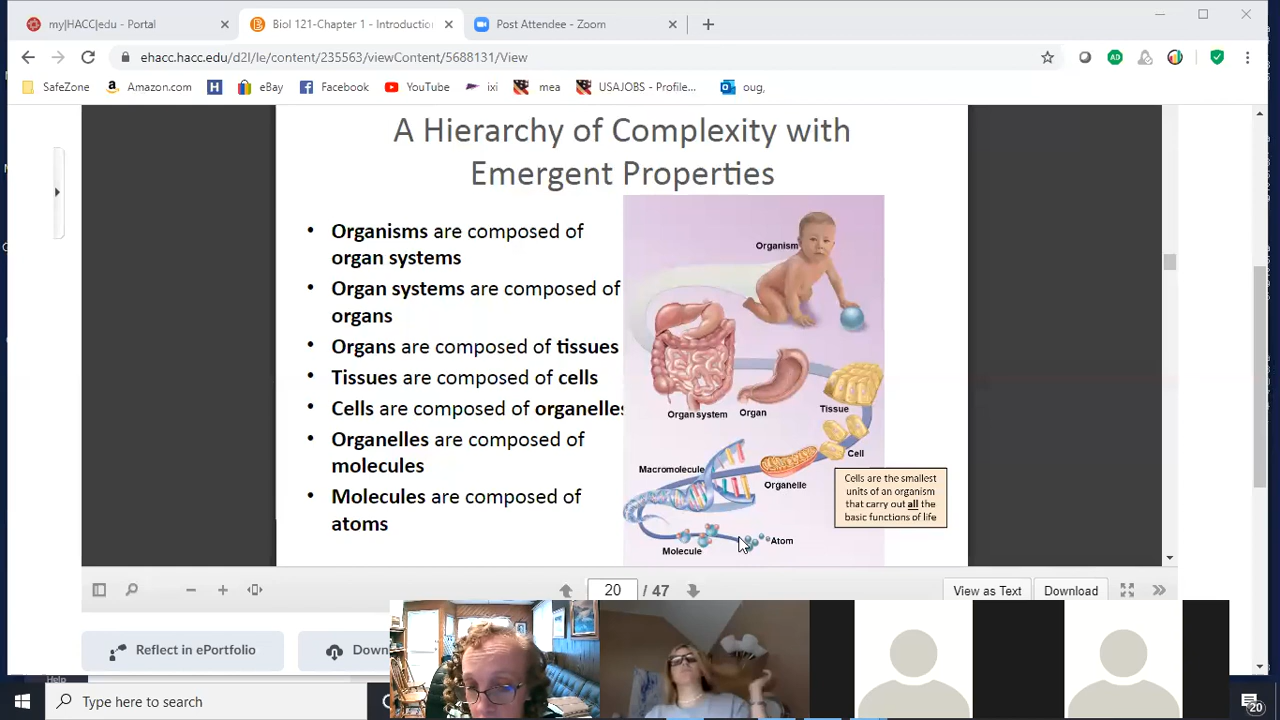 my|HACC|edu - Portal
Biol 121-Chapter 1 - Introductio
Post Attendee - Zoom
ehacc.hacc.edu/d2l/le/content/235563/viewContent/5688131/View
SafeZone
Amazon.com
eBay
Facebook
YouTube
ixi
mea
USAJOBS - Profile...
oug,
A Hierarchy of Complexity with
Emergent Properties
• Organisms are composed of
organ systems
• Organ systems are composed of
organs
• Organs are composed of tissues
• Tissues are composed of cells
• Cells are composed of organelles
• Organelles are composed of
molecules
• Molecules are composed of
atoms
Organism
Organ system
Organ
Tissue
Cell
Macromolecule
Organelle
Molecule
Atom
Cells are the smallest
units of an organism
that carry out all the
basic functions of life
20 / 47
View as Text
Download
Reflect in ePortfolio
Down
Help
Type here to search
20